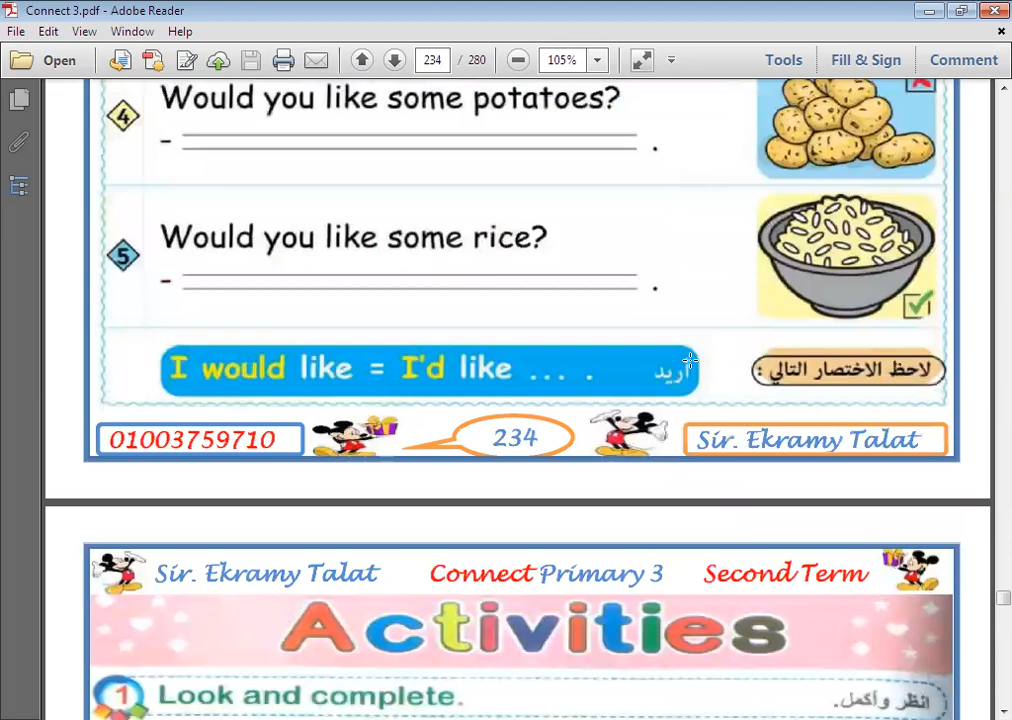 Connect 3.pdf - Adobe Reader
File Edit View Window Help
Open 234 / 280 105% Tools Fill & Sign Comment
4 Would you like some potatoes?
- .
5 Would you like some rice?
- .
I would like = I'd like ... . أريد
لاحظ الاختصار التالي :
01003759710 234 Sir. Ekramy Talat
Sir. Ekramy Talat Connect Primary 3 Second Term
Activities
1 Look and complete. انظر وأكمل.